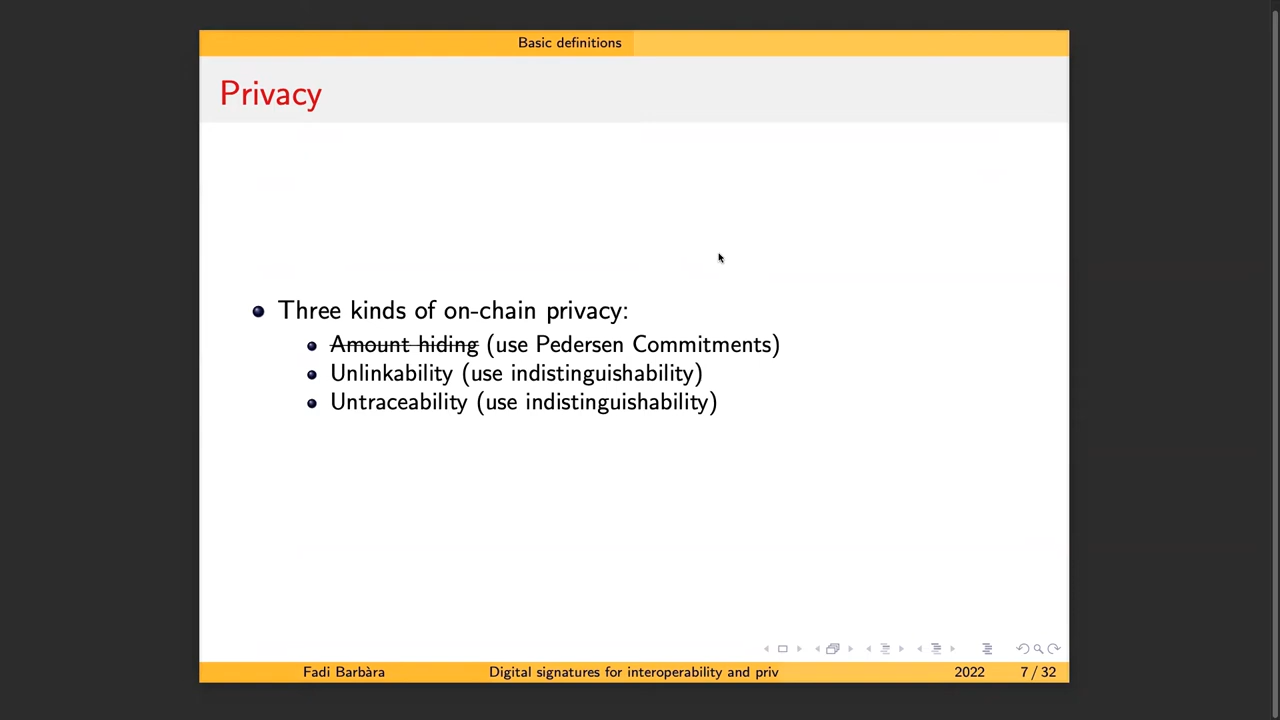 Basic definitions
Privacy
Three kinds of on-chain privacy:
Amount hiding (use Pedersen Commitments)
Unlinkability (use indistinguishability)
Untraceability (use indistinguishability)
Fadi Barbàra Digital signatures for interoperability and priv 2022 7 / 32